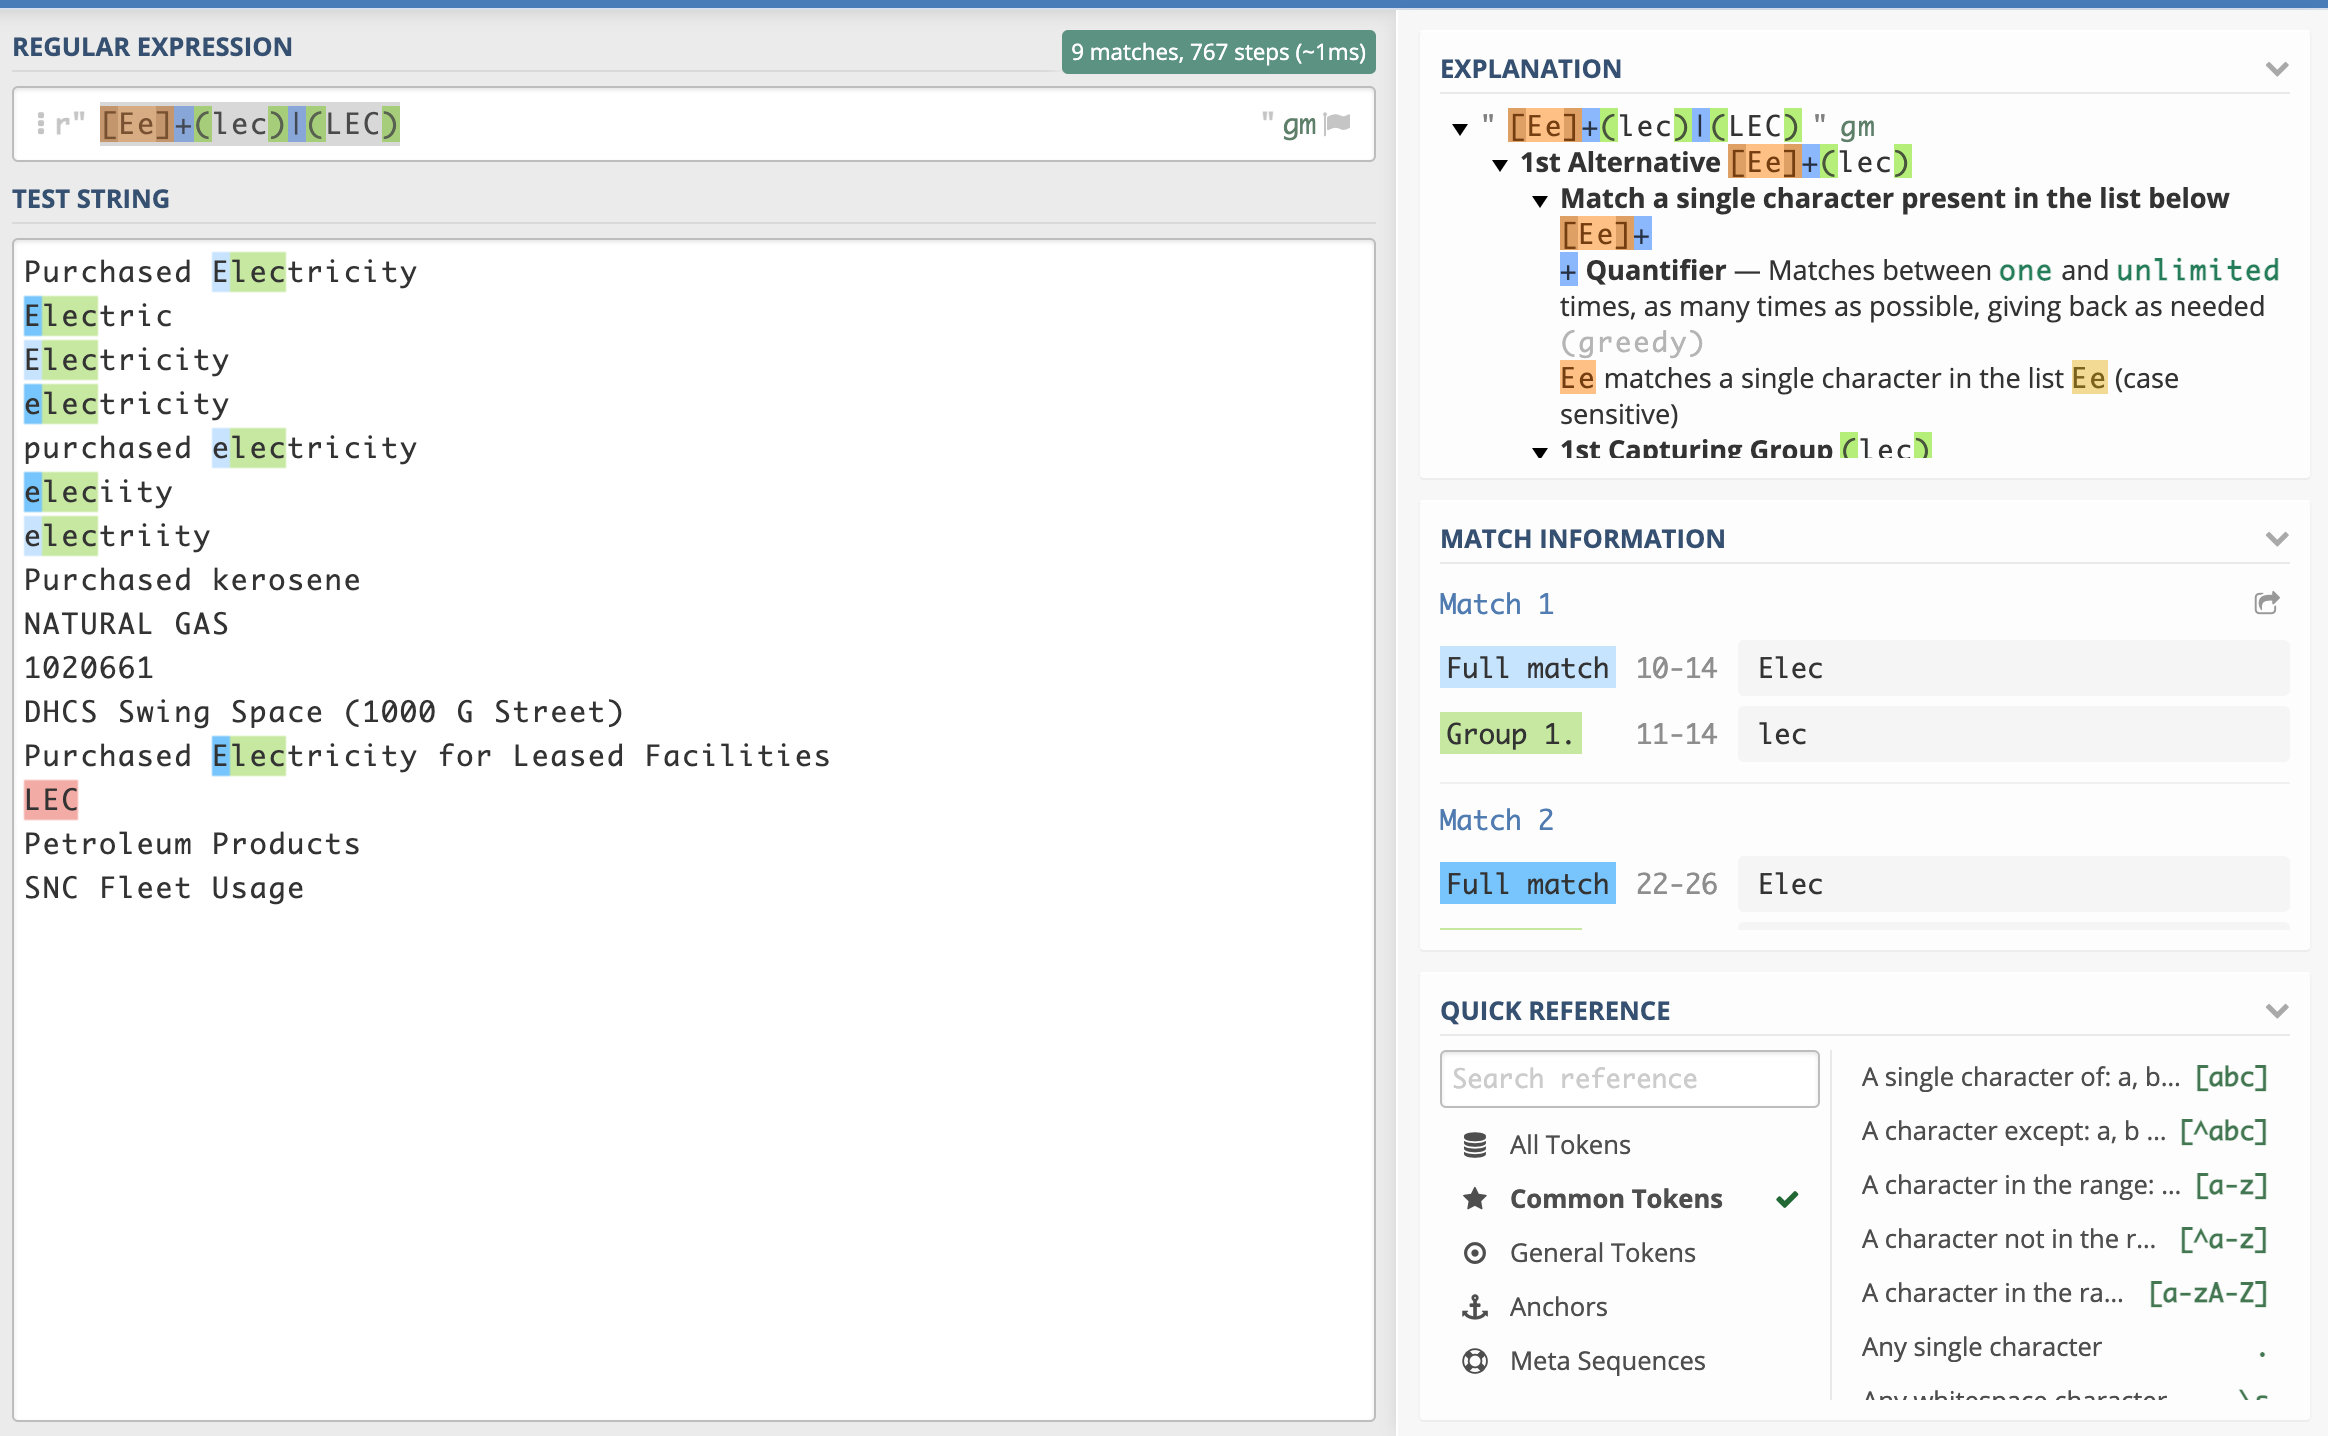 REGULAR EXPRESSION
9 matches, 767 steps (~1ms)
r" [Ee]+(lec)|(LEC) " gm
TEST STRING
Purchased Electricity
Electric
Electricity
electricity
purchased electricity
eleciity
electriity
Purchased kerosene
NATURAL GAS
1020661
DHCS Swing Space (1000 G Street)
Purchased Electricity for Leased Facilities
LEC
Petroleum Products
SNC Fleet Usage
EXPLANATION
" [Ee]+(lec)|(LEC) " gm
1st Alternative [Ee]+(lec)
Match a single character present in the list below
[Ee]+
+ Quantifier — Matches between one and unlimited
times, as many times as possible, giving back as needed
(greedy)
Ee matches a single character in the list Ee (case
sensitive)
1st Capturing Group (lec)
MATCH INFORMATION
Match 1
Full match 10-14 Elec
Group 1. 11-14 lec
Match 2
Full match 22-26 Elec
QUICK REFERENCE
Search reference
All Tokens
Common Tokens
General Tokens
Anchors
Meta Sequences
A single character of: a, b... [abc]
A character except: a, b ... [^abc]
A character in the range: ... [a-z]
A character not in the r... [^a-z]
A character in the ra... [a-zA-Z]
Any single character .
Any whitespace character \s